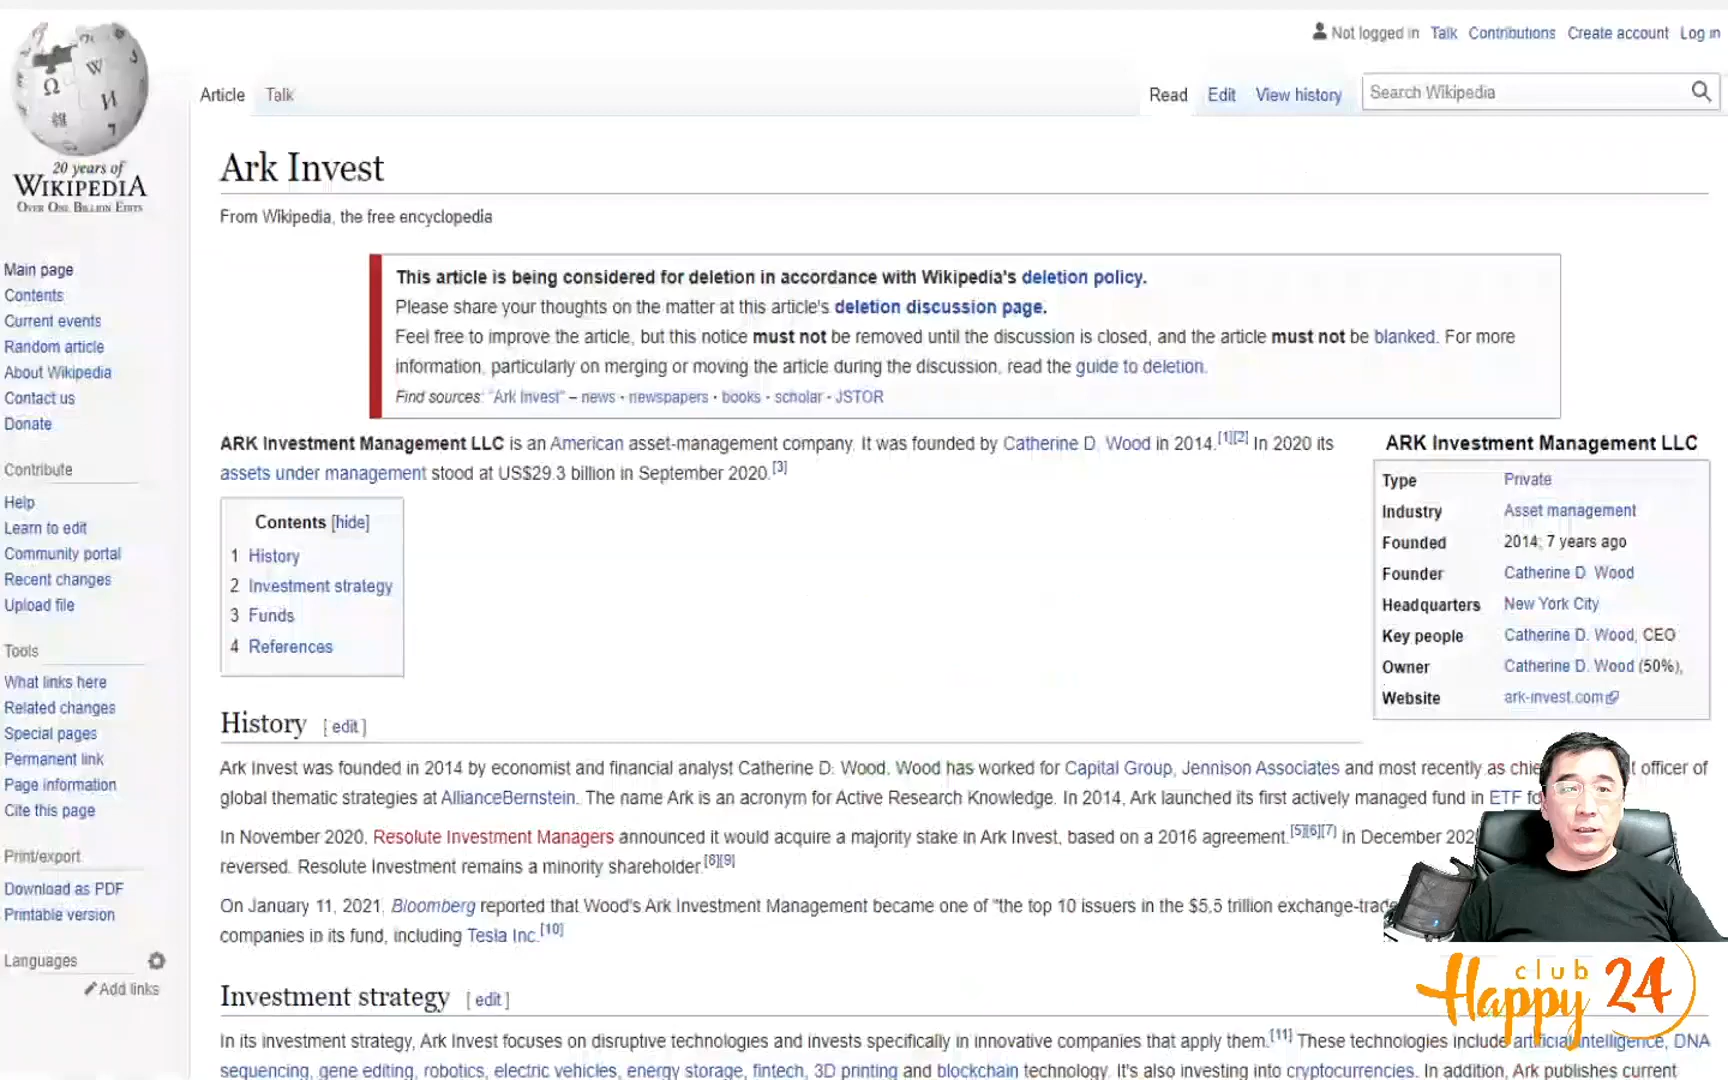 Not logged in Talk Contributions Create account Log in
Article Talk Read Edit View history Search Wikipedia
20 years of
WIKIPEDIA
OVER ONE BILLION EDITS
Main page
Contents
Current events
Random article
About Wikipedia
Contact us
Donate
Contribute
Help
Learn to edit
Community portal
Recent changes
Upload file
Tools
What links here
Related changes
Special pages
Permanent link
Page information
Cite this page
Print/export
Download as PDF
Printable version
Languages
Add links
Ark Invest
From Wikipedia, the free encyclopedia
This article is being considered for deletion in accordance with Wikipedia's deletion policy.
Please share your thoughts on the matter at this article's deletion discussion page.
Feel free to improve the article, but this notice must not be removed until the discussion is closed, and the article must not be blanked. For more
information, particularly on merging or moving the article during the discussion, read the guide to deletion.
Find sources: "Ark Invest" – news · newspapers · books · scholar · JSTOR
ARK Investment Management LLC is an American asset-management company. It was founded by Catherine D. Wood in 2014.[1][2] In 2020 its
assets under management stood at US$29.3 billion in September 2020.[3]
ARK Investment Management LLC
Type Private
Industry Asset management
Founded 2014; 7 years ago
Founder Catherine D. Wood
Headquarters New York City
Key people Catherine D. Wood, CEO
Owner Catherine D. Wood (50%),
Website ark-invest.com
Contents [hide]
1 History
2 Investment strategy
3 Funds
4 References
History [ edit ]
Ark Invest was founded in 2014 by economist and financial analyst Catherine D. Wood. Wood has worked for Capital Group, Jennison Associates and most recently as officer of
global thematic strategies at AllianceBernstein. The name Ark is an acronym for Active Research Knowledge. In 2014, Ark launched its first actively managed fund in ETF
In November 2020, Resolute Investment Managers announced it would acquire a majority stake in Ark Invest, based on a 2016 agreement.[5][6][7] In December
reversed. Resolute Investment remains a minority shareholder.[8][9]
On January 11, 2021, Bloomberg reported that Wood's Ark Investment Management became one of "the top 10 issuers in the $5.5 trillion
companies in its fund, including Tesla Inc.[10]
club
Happy 24
Investment strategy [ edit ]
In its investment strategy, Ark Invest focuses on disruptive technologies and invests specifically in innovative companies that apply them.[11] These technologies include artificial intelligence, DNA
sequencing, gene editing, robotics, electric vehicles, energy storage, fintech, 3D printing and blockchain technology. It's also investing into cryptocurrencies. In addition, Ark publishes current